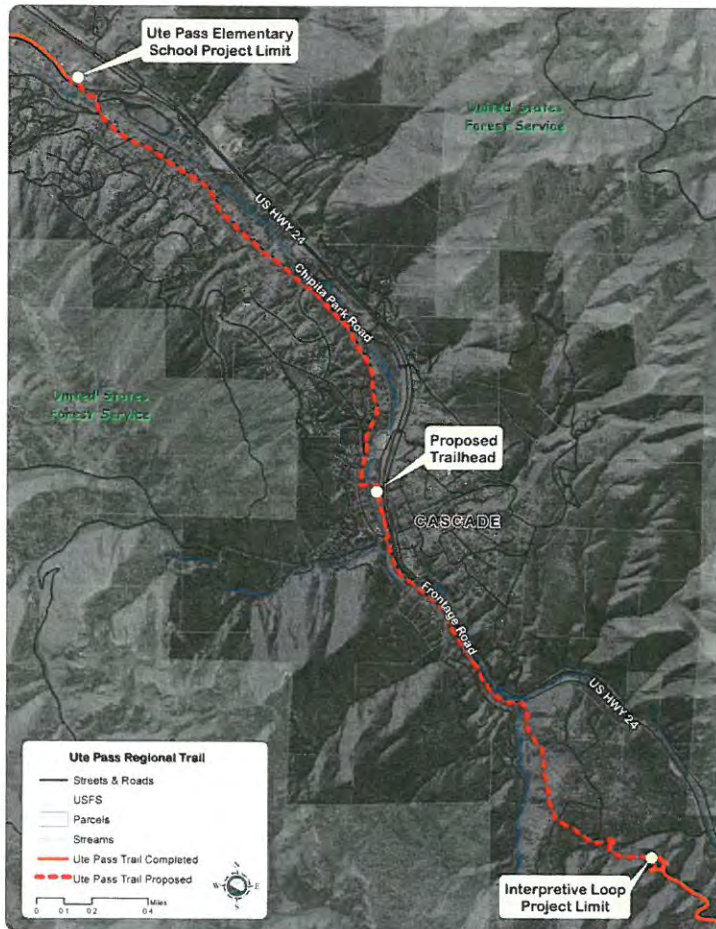 Ute Pass Elementary
School Project Limit
United States
Forest Service
US HWY 24
Chipita Park Road
United States
Forest Service
Proposed
Trailhead
CASCADE
Frontage Road
US HWY 24
Ute Pass Regional Trail
Streets & Roads
USFS
Parcels
Streams
Ute Pass Trail Completed
Ute Pass Trail Proposed
N
W E
S
0 0.1 0.2 0.4 Miles
Interpretive Loop
Project Limit